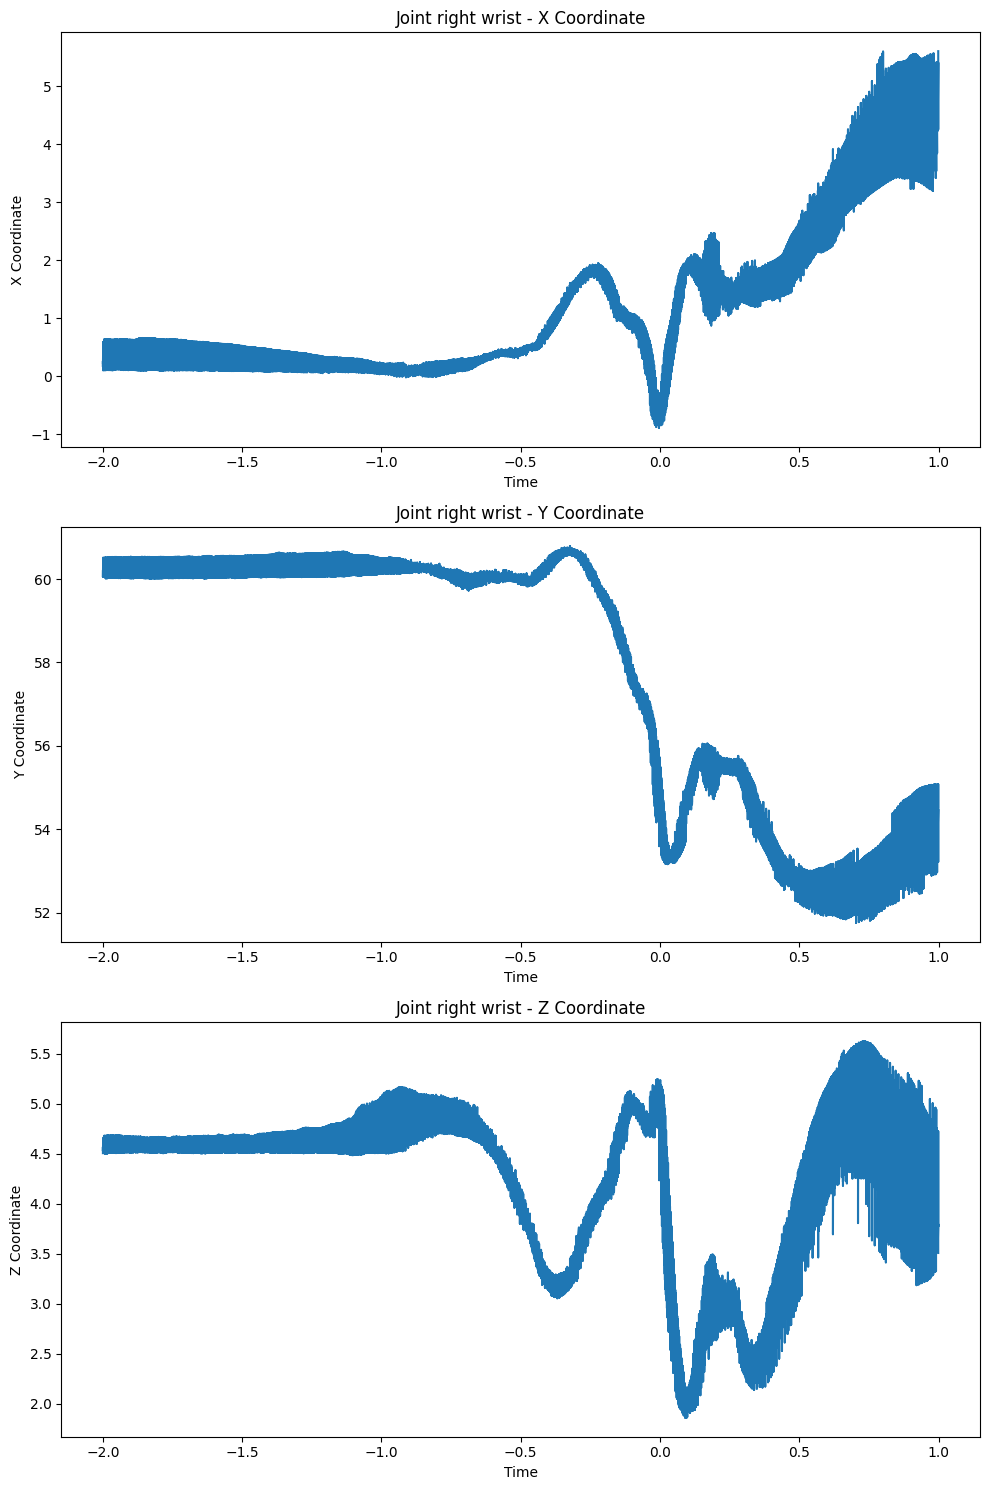 Joint right wrist - X Coordinate
X Coordinate
5
4
3
2
1
0
−1
−2.0 −1.5 −1.0 −0.5 0.0 0.5 1.0
Time
Joint right wrist - Y Coordinate
Y Coordinate
60
58
56
54
52
−2.0 −1.5 −1.0 −0.5 0.0 0.5 1.0
Time
Joint right wrist - Z Coordinate
Z Coordinate
5.5
5.0
4.5
4.0
3.5
3.0
2.5
2.0
−2.0 −1.5 −1.0 −0.5 0.0 0.5 1.0
Time